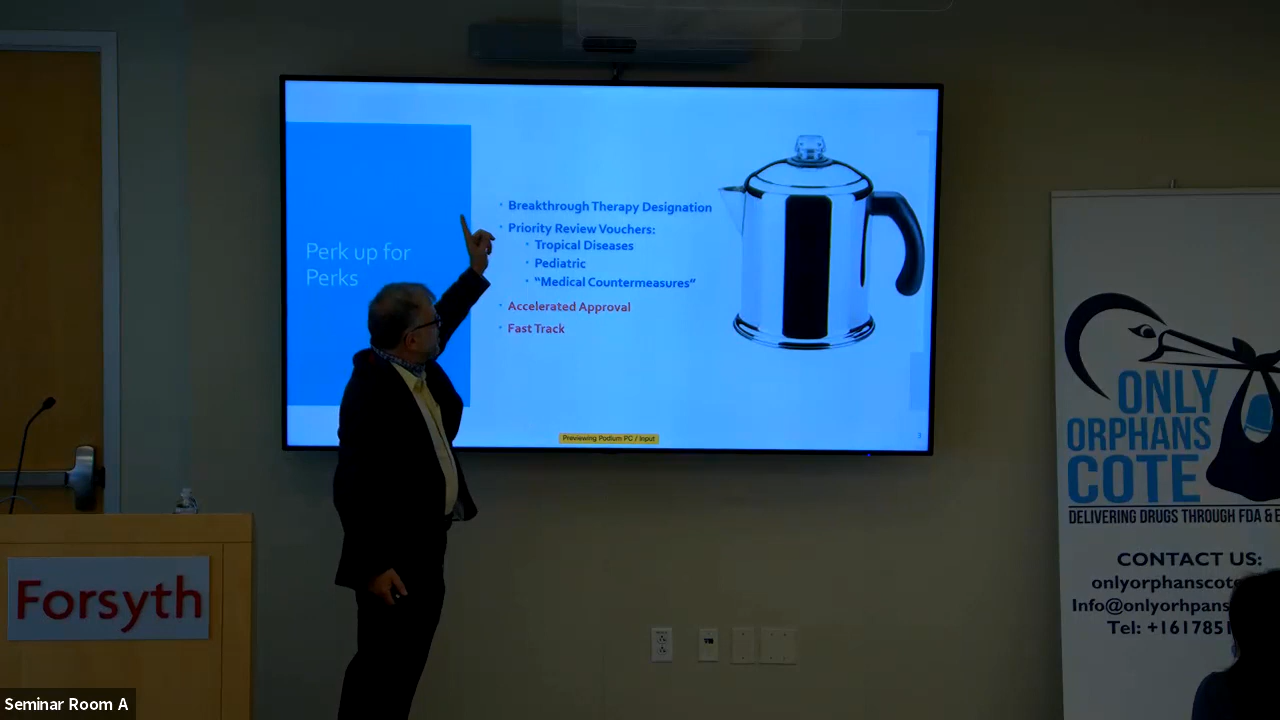 Perk up for
Perks
Breakthrough Therapy Designation
Priority Review Vouchers:
Tropical Diseases
Pediatric
“Medical Countermeasures”
Accelerated Approval
Fast Track
Previewing Podium PC / Input
3
ONLY
ORPHANS
COTE
DELIVERING DRUGS THROUGH FDA &
CONTACT US:
onlyorphanscote
Info@onlyorhpans
Tel: +1617851
Forsyth
Seminar Room A